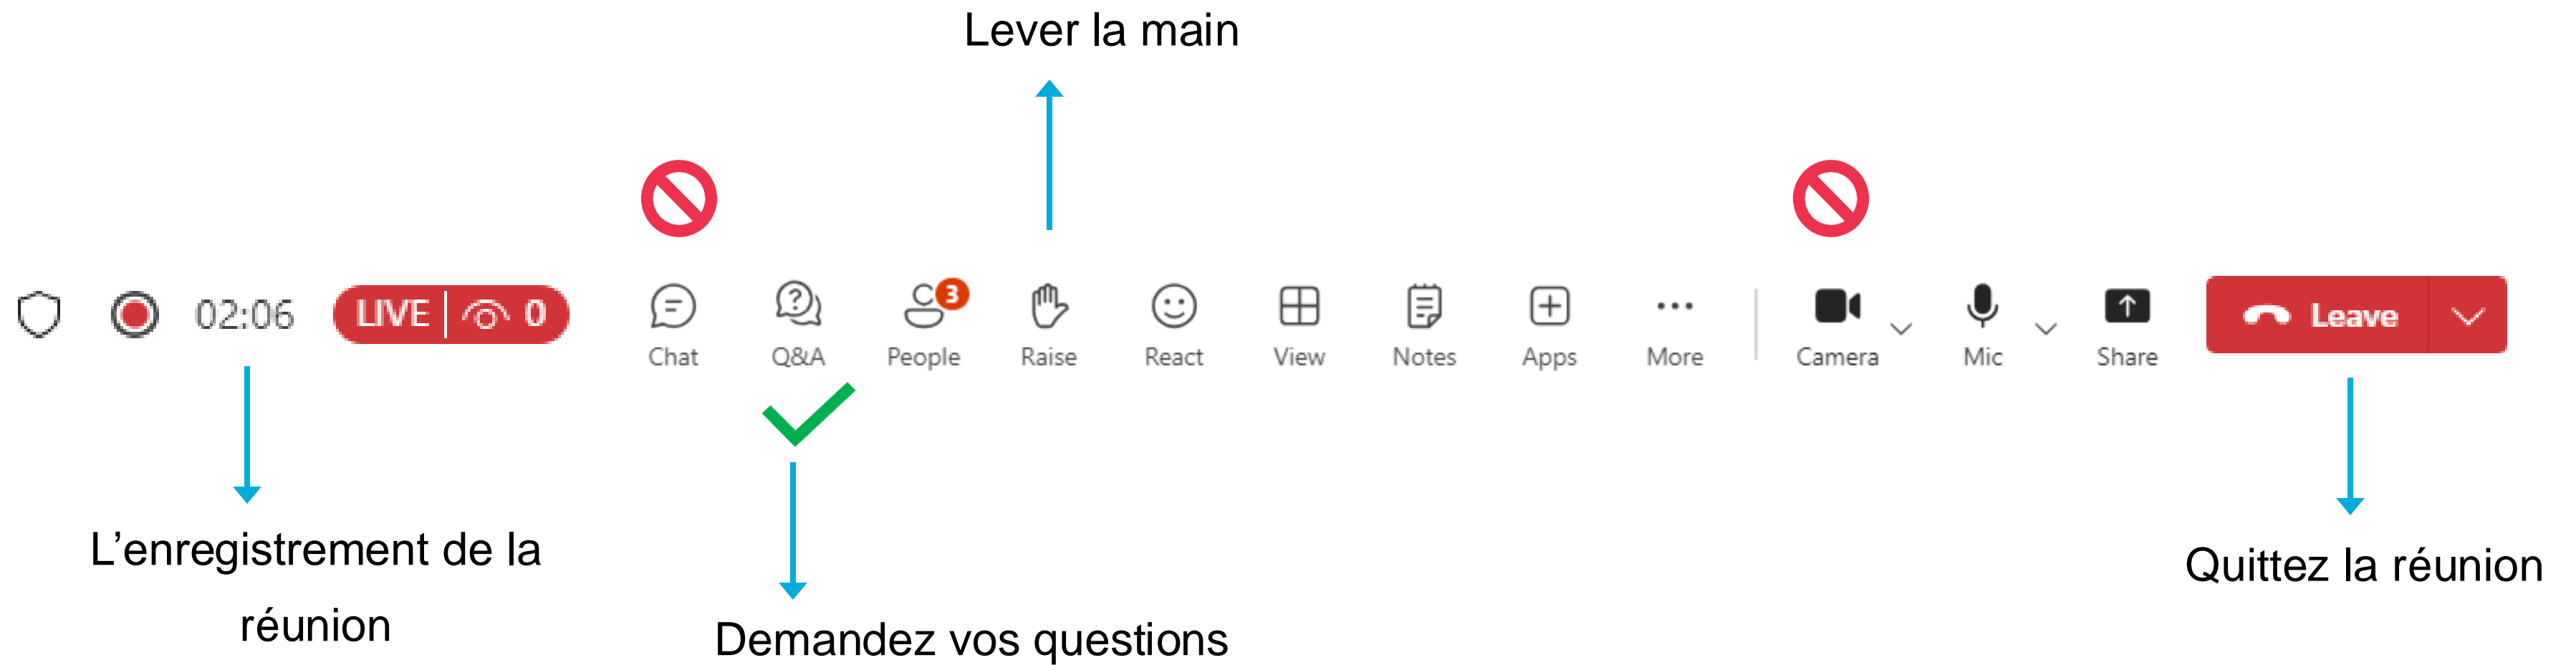 Lever la main
02:06
LIVE 0
3
Chat
Q&A
People
Raise
React
View
Notes
Apps
More
Camera
Mic
Share
Leave
L’enregistrement de la
réunion
Demandez vos questions
Quittez la réunion